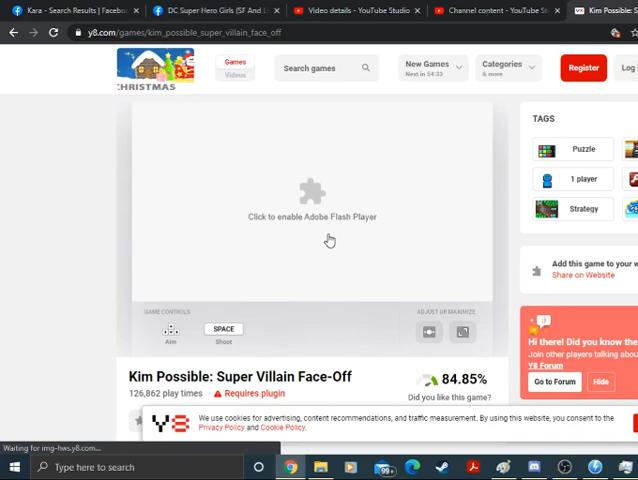 Kara - Search Results | Faceboo
DC Super Hero Girls (SF And L
Video details - YouTube Studio
Channel content - YouTube St
Kim Possible: S
y8.com/games/kim_possible_super_villain_face_off
CHRISTMAS
Games
Videos
Search games
New Games
Next in 54:33
Categories
& more
Register
Log
Click to enable Adobe Flash Player
TAGS
Puzzle
1 player
Strategy
Add this game to your w
Share on Website
GAME CONTROLS
Aim
SPACE
Shoot
ADJUST OR MAXIMIZE
Hi there! Did you know the
Join other players talking about
Y8 Forum
Go to Forum
Hide
Kim Possible: Super Villain Face-Off
126,862 play times
Requires plugin
84.85%
Did you like this game?
Y8
We use cookies for advertising, content recommendations, and traffic measurement. By using this website, you consent to the
Privacy Policy and Cookie Policy.
Waiting for img-hws.y8.com...
Type here to search
99+